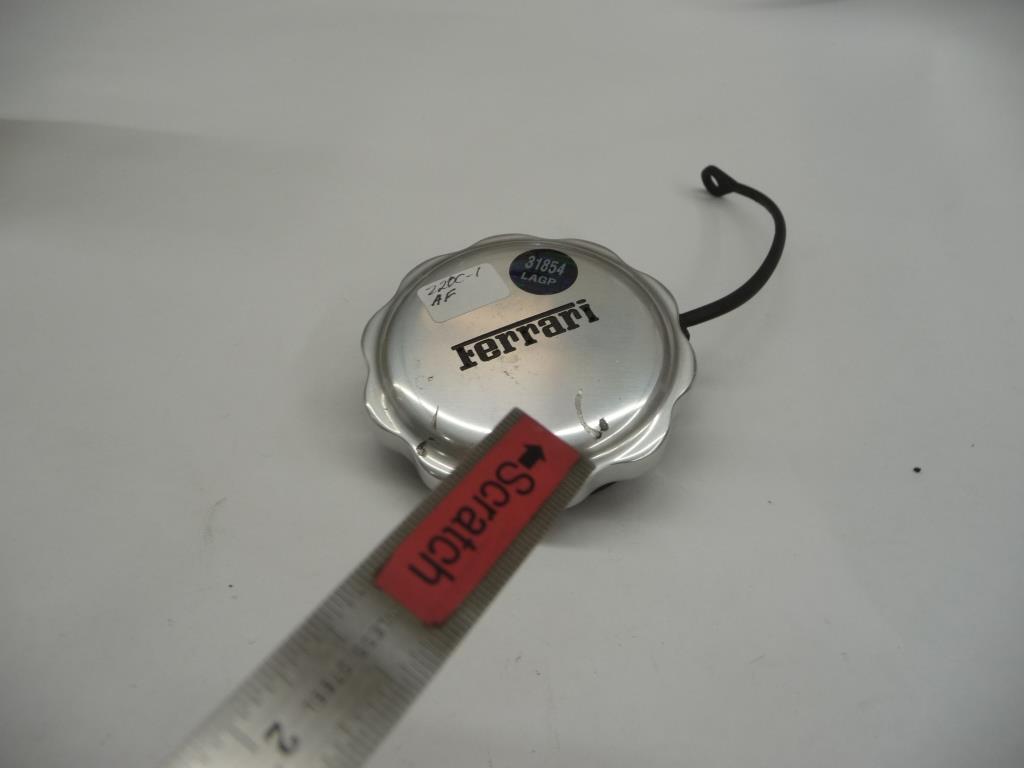 31854
LAGP
220C-1
AF
Ferrari
Scratch
2